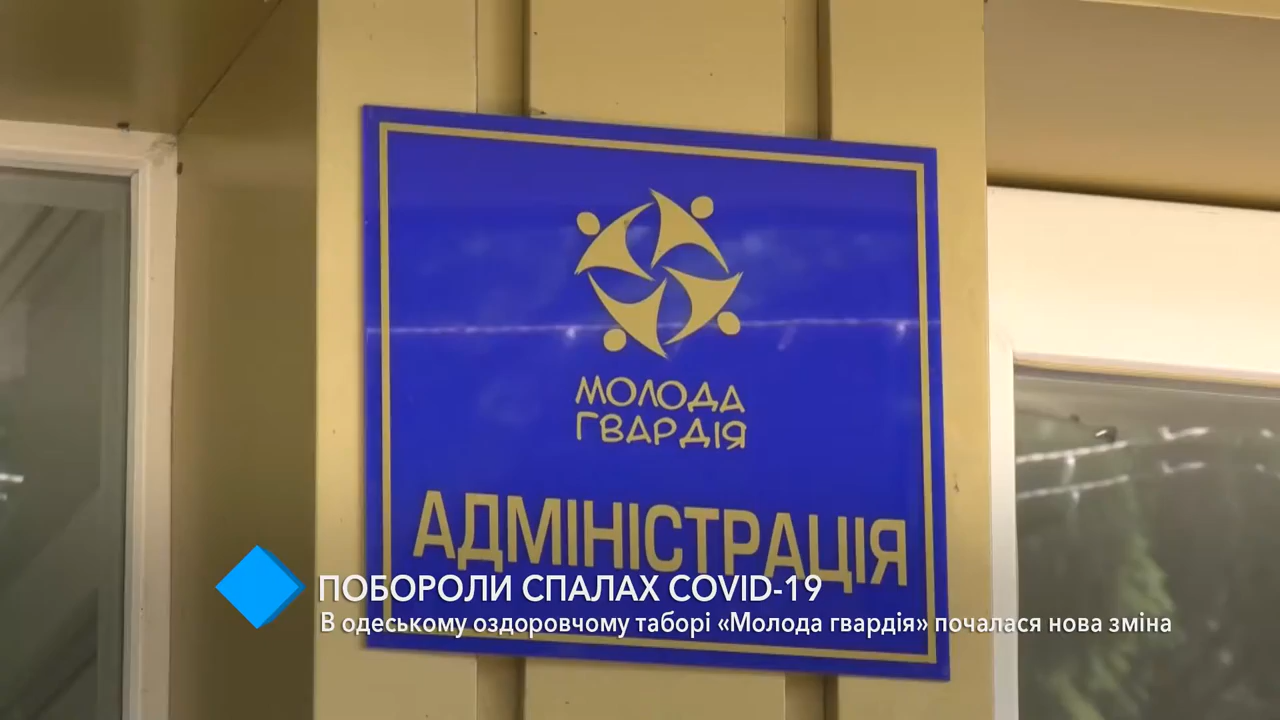 МОЛОДА
ГВАРДІЯ
АДМІНІСТРАЦІЯ
ПОБОРОЛИ СПАЛАХ COVID-19
В одеському оздоровчому таборі «Молода гвардія» почалася нова зміна